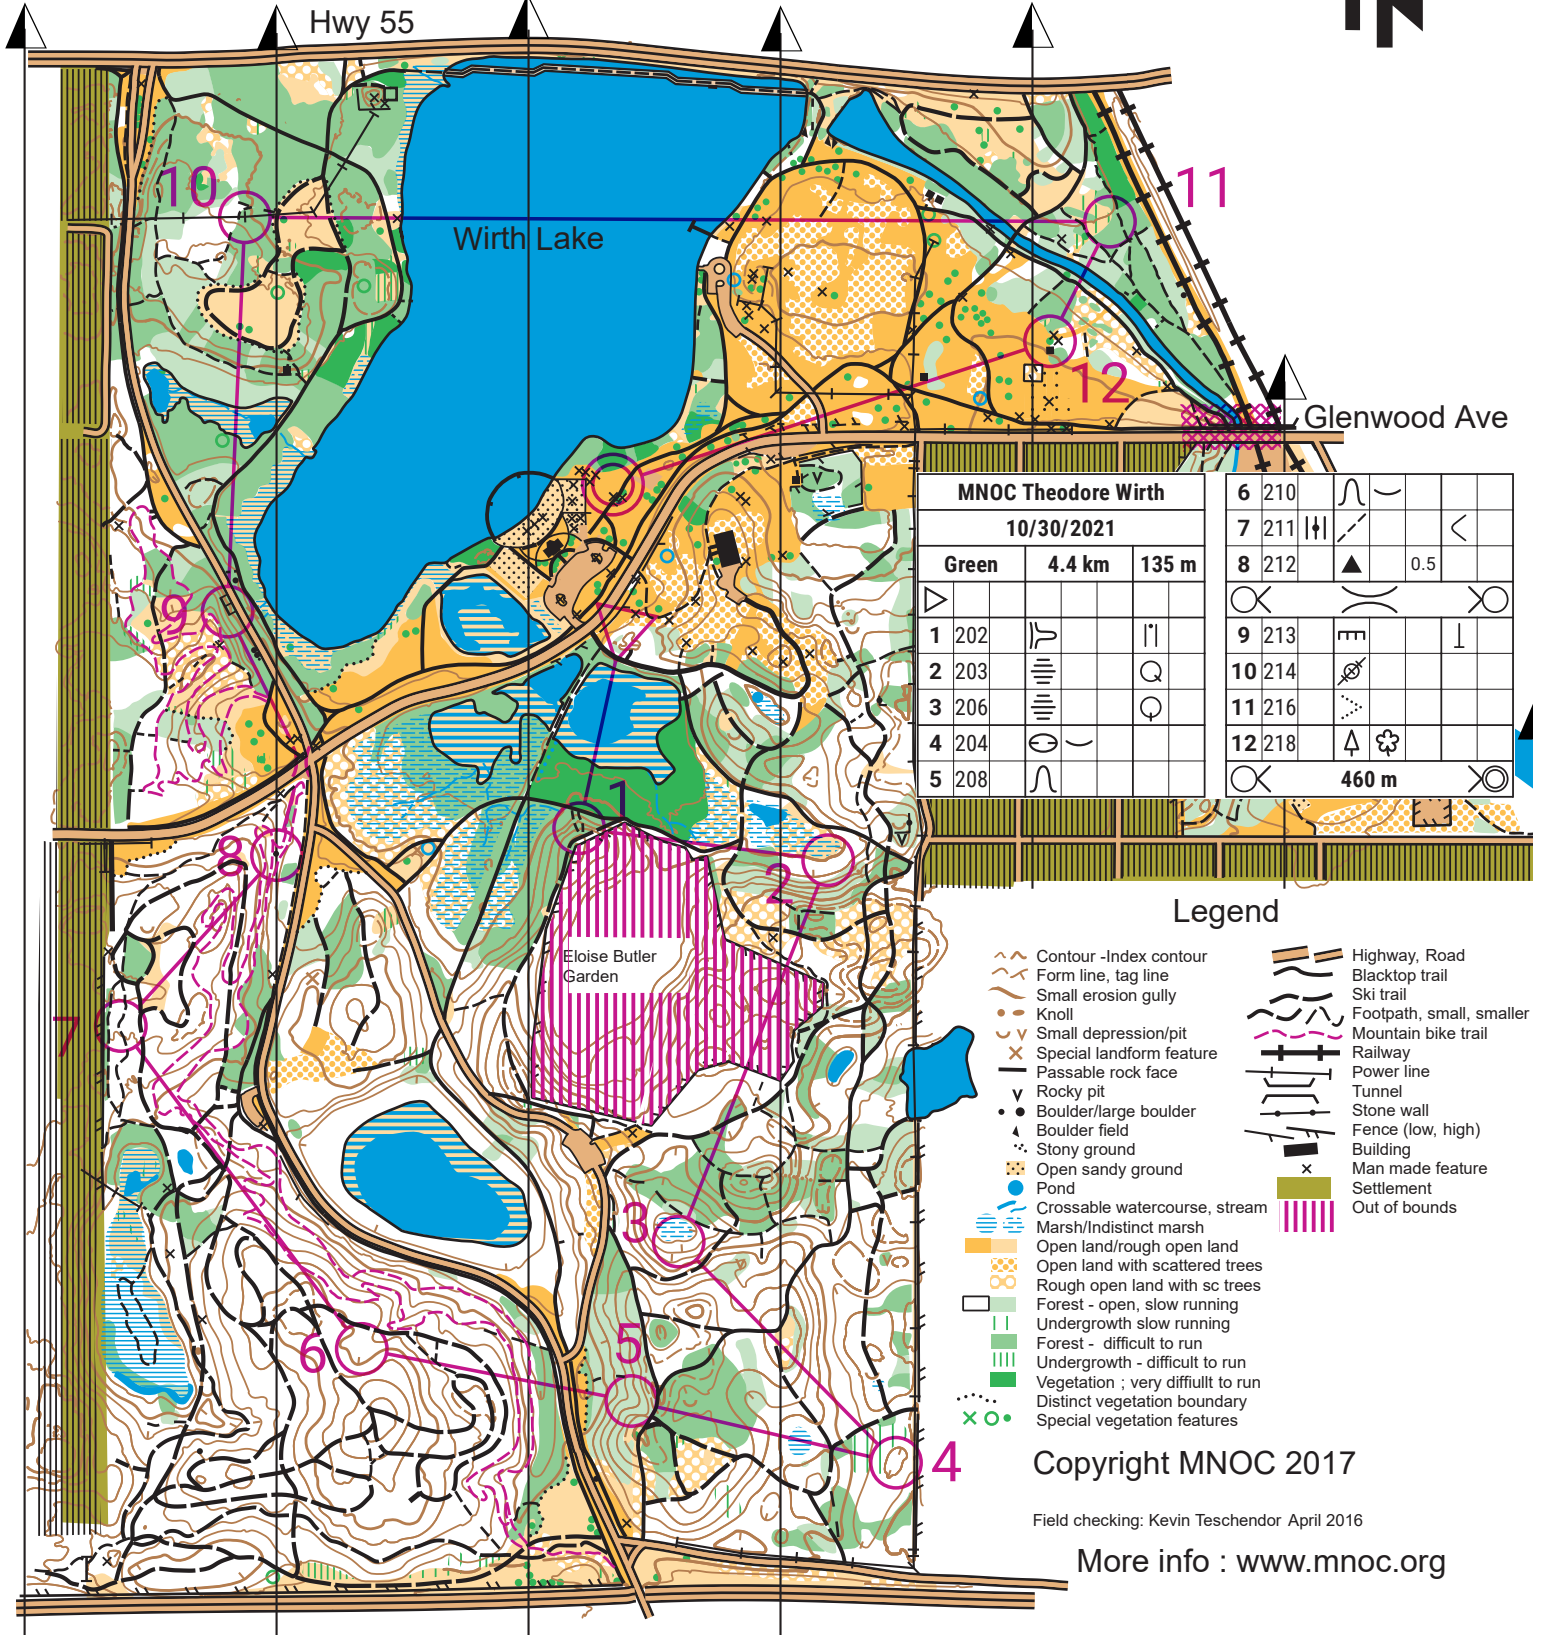 Hwy 55
N
10
11
Wirth Lake
12
Glenwood Ave
9
MNOC Theodore Wirth
10/30/2021
Green 4.4 km 135 m
1 202
2 203
3 206
4 204
5 208
6 210
7 211
8 212 0.5
9 213
10 214
11 216
12 218
460 m
1
8
2
Eloise Butler
Garden
7
3
6
5
4
Legend
Contour -Index contour
Form line, tag line
Small erosion gully
Knoll
Small depression/pit
Special landform feature
Passable rock face
Rocky pit
Boulder/large boulder
Boulder field
Stony ground
Open sandy ground
Pond
Crossable watercourse, stream
Marsh/Indistinct marsh
Open land/rough open land
Open land with scattered trees
Rough open land with sc trees
Forest - open, slow running
Undergrowth slow running
Forest - difficult to run
Undergrowth - difficult to run
Vegetation ; very diffiullt to run
Distinct vegetation boundary
Special vegetation features
Highway, Road
Blacktop trail
Ski trail
Footpath, small, smaller
Mountain bike trail
Railway
Power line
Tunnel
Stone wall
Fence (low, high)
Building
Man made feature
Settlement
Out of bounds
Copyright MNOC 2017
Field checking: Kevin Teschendor April 2016
More info : www.mnoc.org